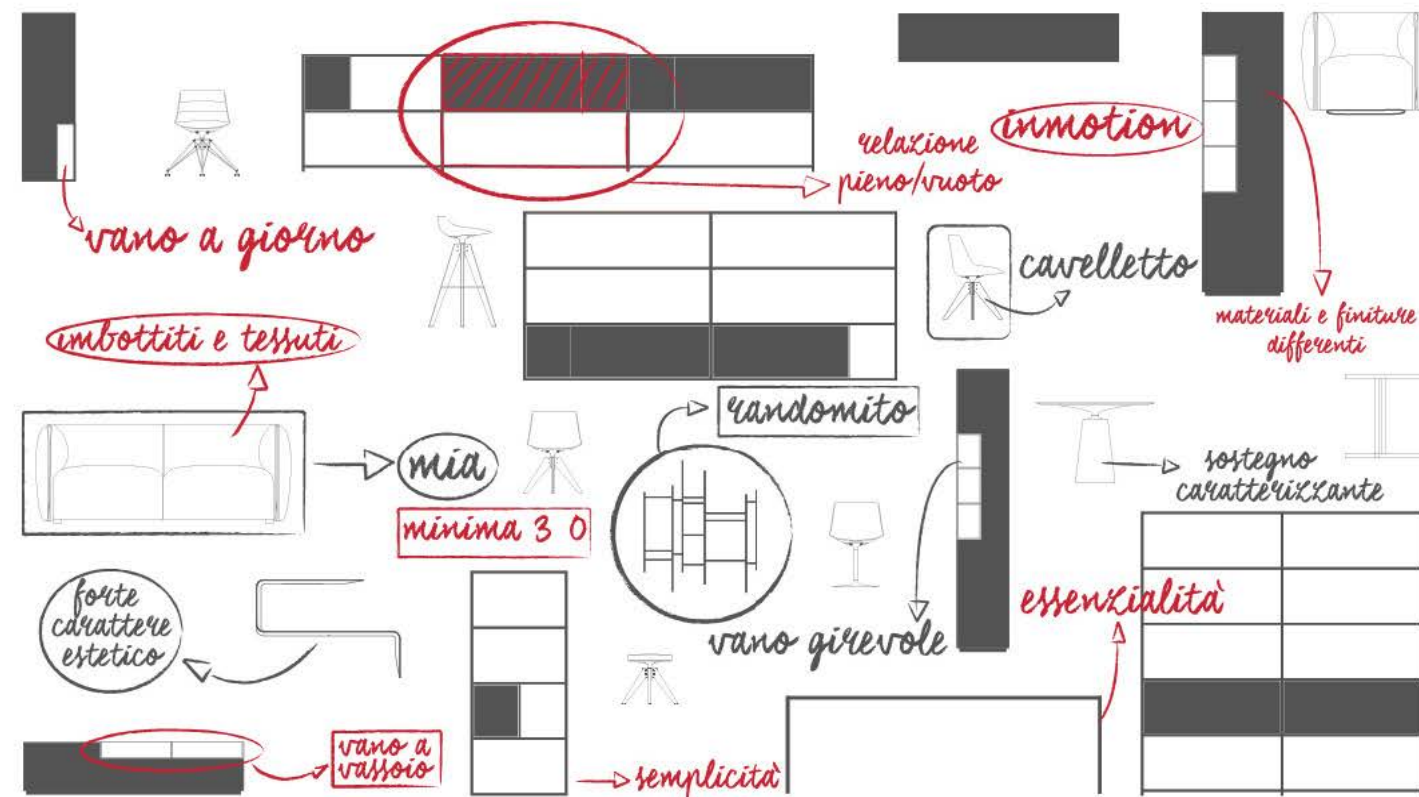 relazione
pieno/vuoto
inmotion
vano a giorno
cavelletto
materiali e finiture
differenti
imbottiti e tessuti
randomito
mia
sostegno
caratterizzante
minima 3 0
forte
carattere
estetico
essenzialità
vano girevole
vano a
vassoio
semplicità